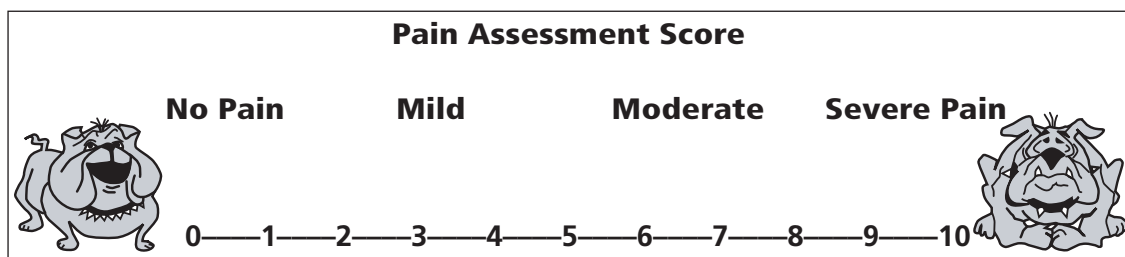 Pain Assessment Score
No Pain Mild Moderate Severe Pain
0——1——2——3——4——5——6——7——8——9——10